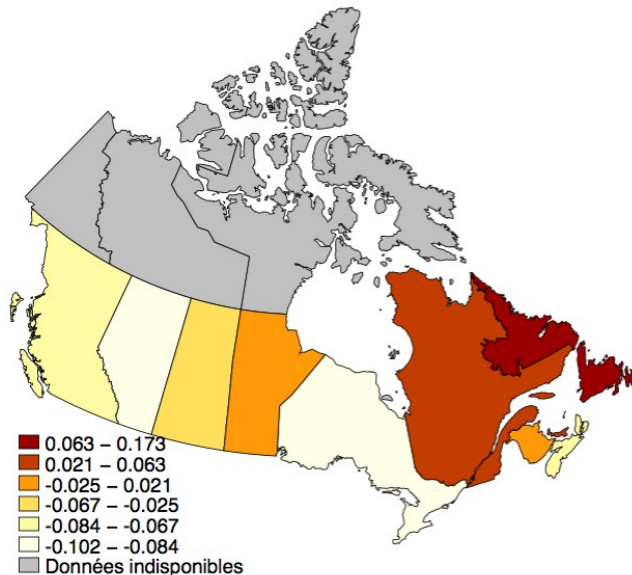 0.063 – 0.173
0.021 – 0.063
-0.025 – 0.021
-0.067 – -0.025
-0.084 – -0.067
-0.102 – -0.084
Données indisponibles